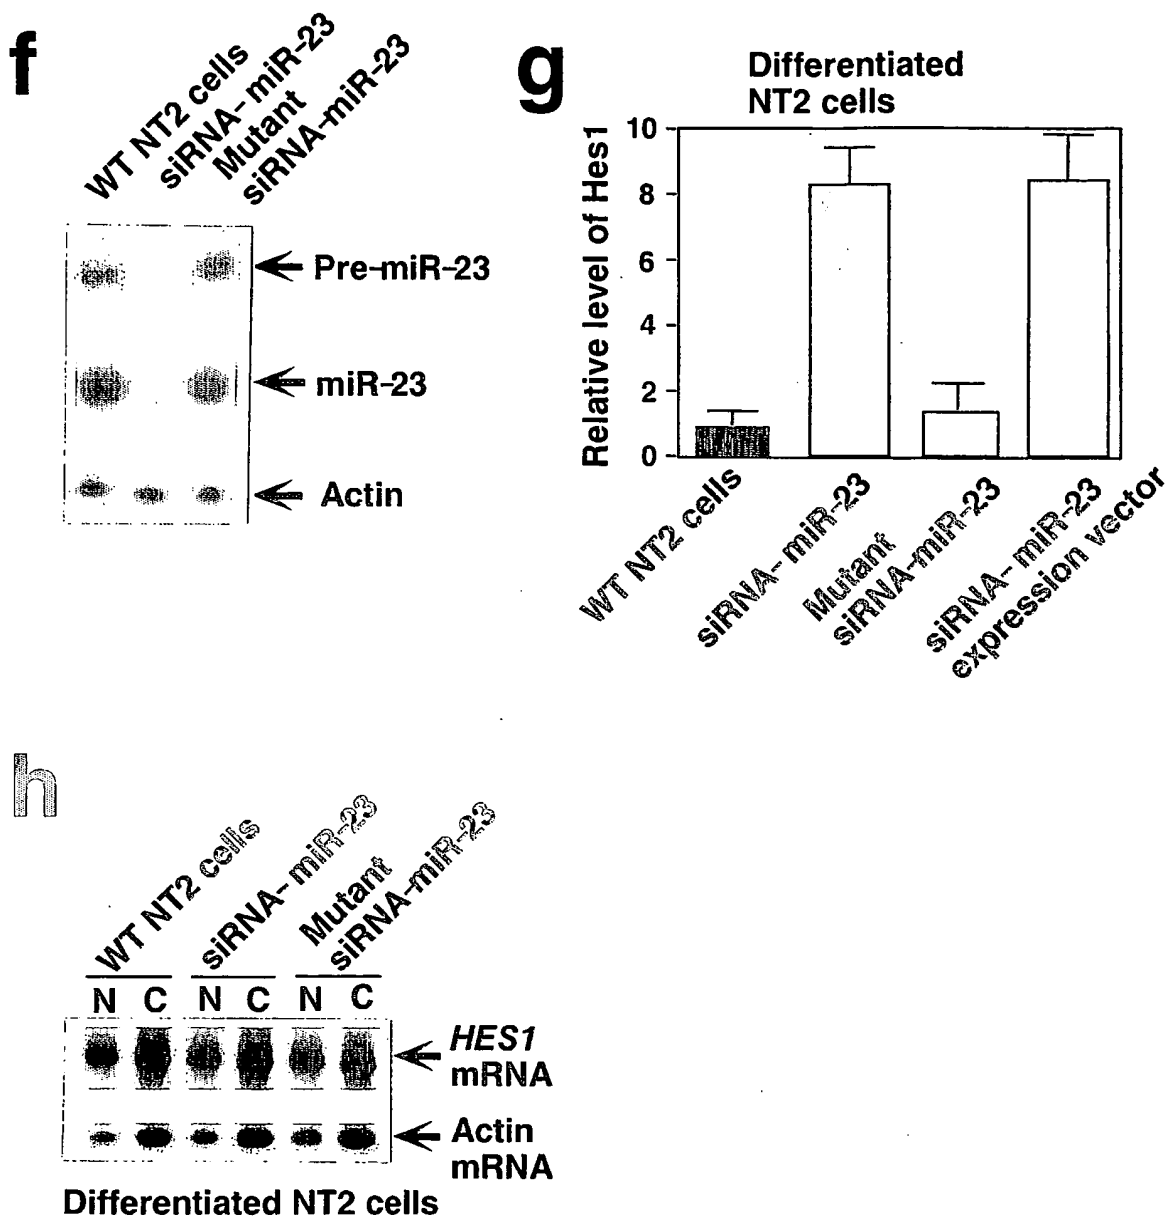 f
WT NT2 cells
siRNA- miR-23
Mutant
siRNA-miR-23
Pre-miR-23
miR-23
Actin
g
Differentiated
NT2 cells
Relative level of Hes1
10
8
6
4
2
0
WT NT2 cells
siRNA- miR-23
Mutant
siRNA-miR-23
siRNA- miR-23
expression vector
h
WT NT2 cells
siRNA- miR-23
Mutant
siRNA-miR-23
N C N C N C
HES1
mRNA
Actin
mRNA
Differentiated NT2 cells